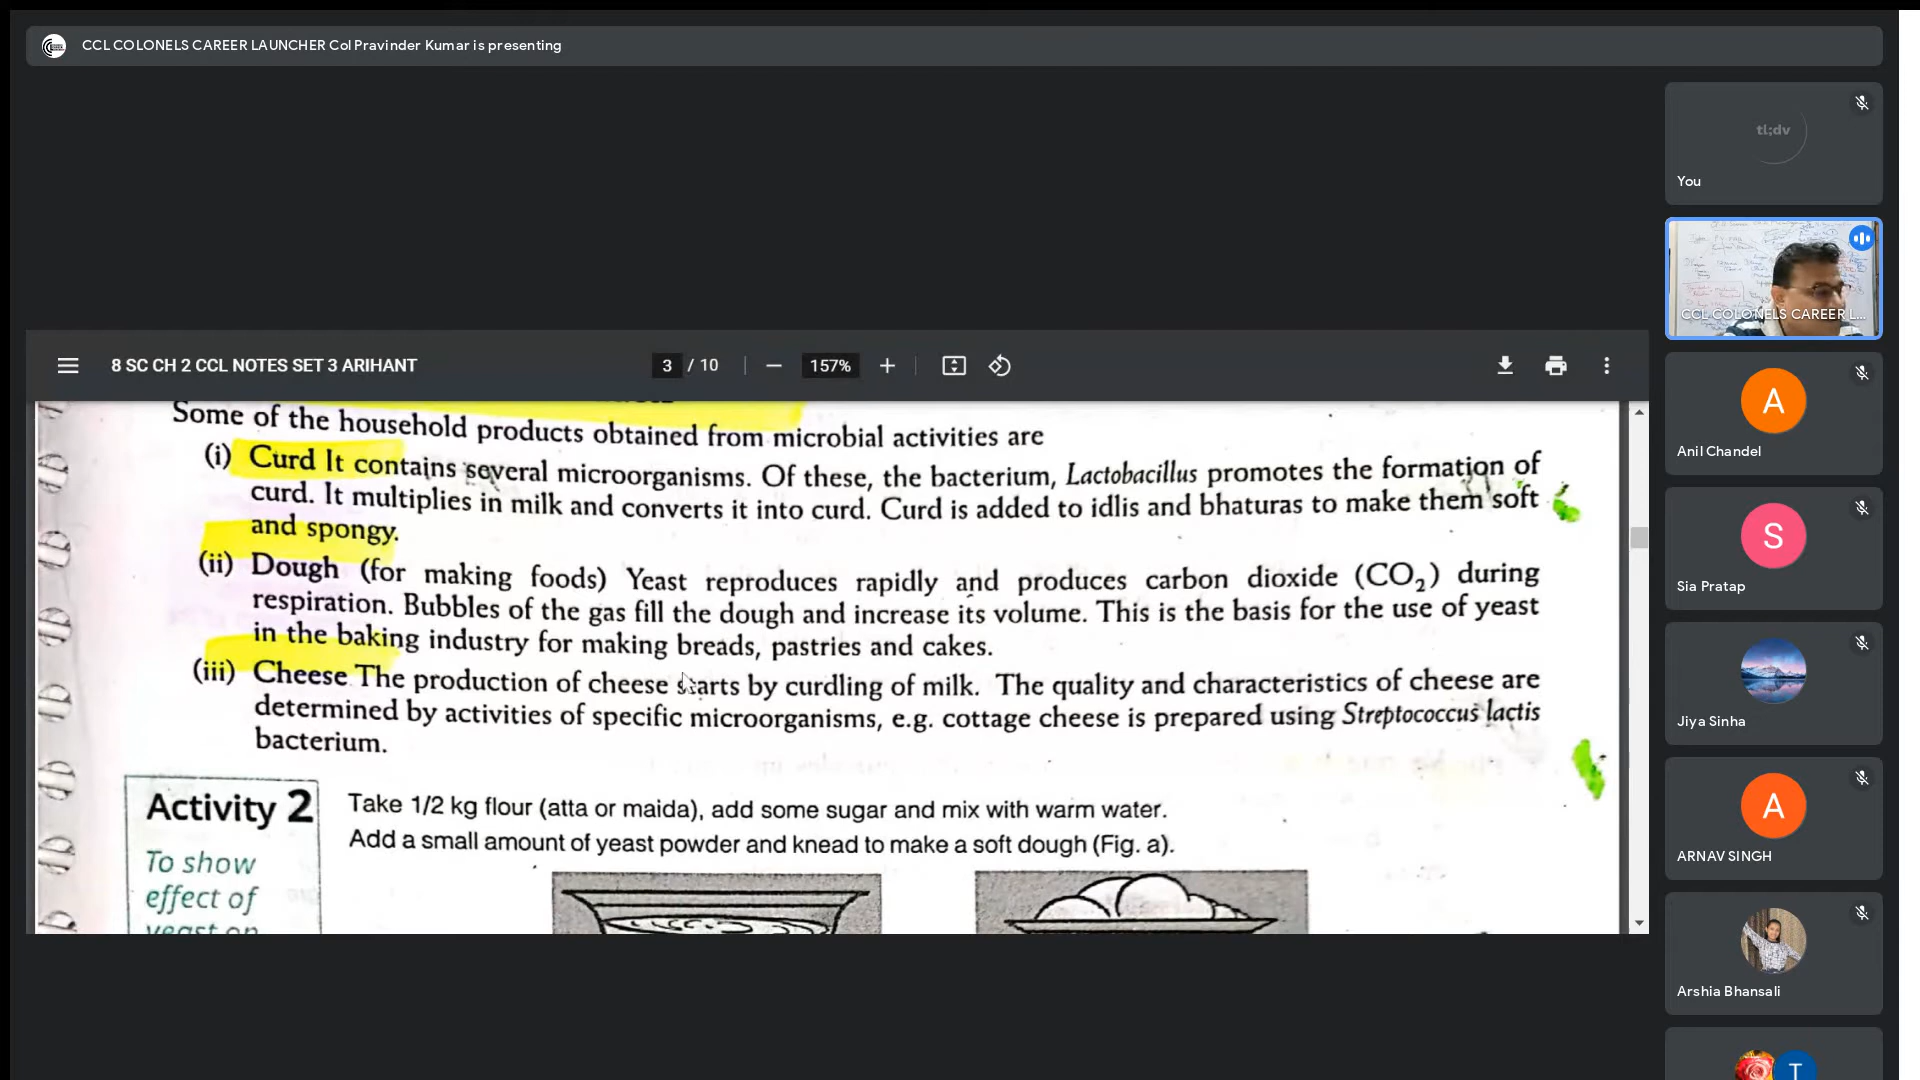 CCL COLONELS CAREER LAUNCHER Col Pravinder Kumar is presenting
8 SC CH 2 CCL NOTES SET 3 ARIHANT
3 / 10
157%
Some of the household products obtained from microbial activities are
(i) Curd It contains several microorganisms. Of these, the bacterium, Lactobacillus promotes the formation of
curd. It multiplies in milk and converts it into curd. Curd is added to idlis and bhaturas to make them soft
and spongy.
(ii) Dough (for making foods) Yeast reproduces rapidly and produces carbon dioxide (CO₂) during
respiration. Bubbles of the gas fill the dough and increase its volume. This is the basis for the use of yeast
in the baking industry for making breads, pastries and cakes.
(iii) Cheese The production of cheese starts by curdling of milk. The quality and characteristics of cheese are
determined by activities of specific microorganisms, e.g. cottage cheese is prepared using Streptococcus lactis
bacterium.
Activity 2
To show
effect of
yeast on
Take 1/2 kg flour (atta or maida), add some sugar and mix with warm water.
Add a small amount of yeast powder and knead to make a soft dough (Fig. a).
tl;dv
You
CCL COLONELS CAREER L...
A
Anil Chandel
S
Sia Pratap
Jiya Sinha
A
ARNAV SINGH
Arshia Bhansali
T